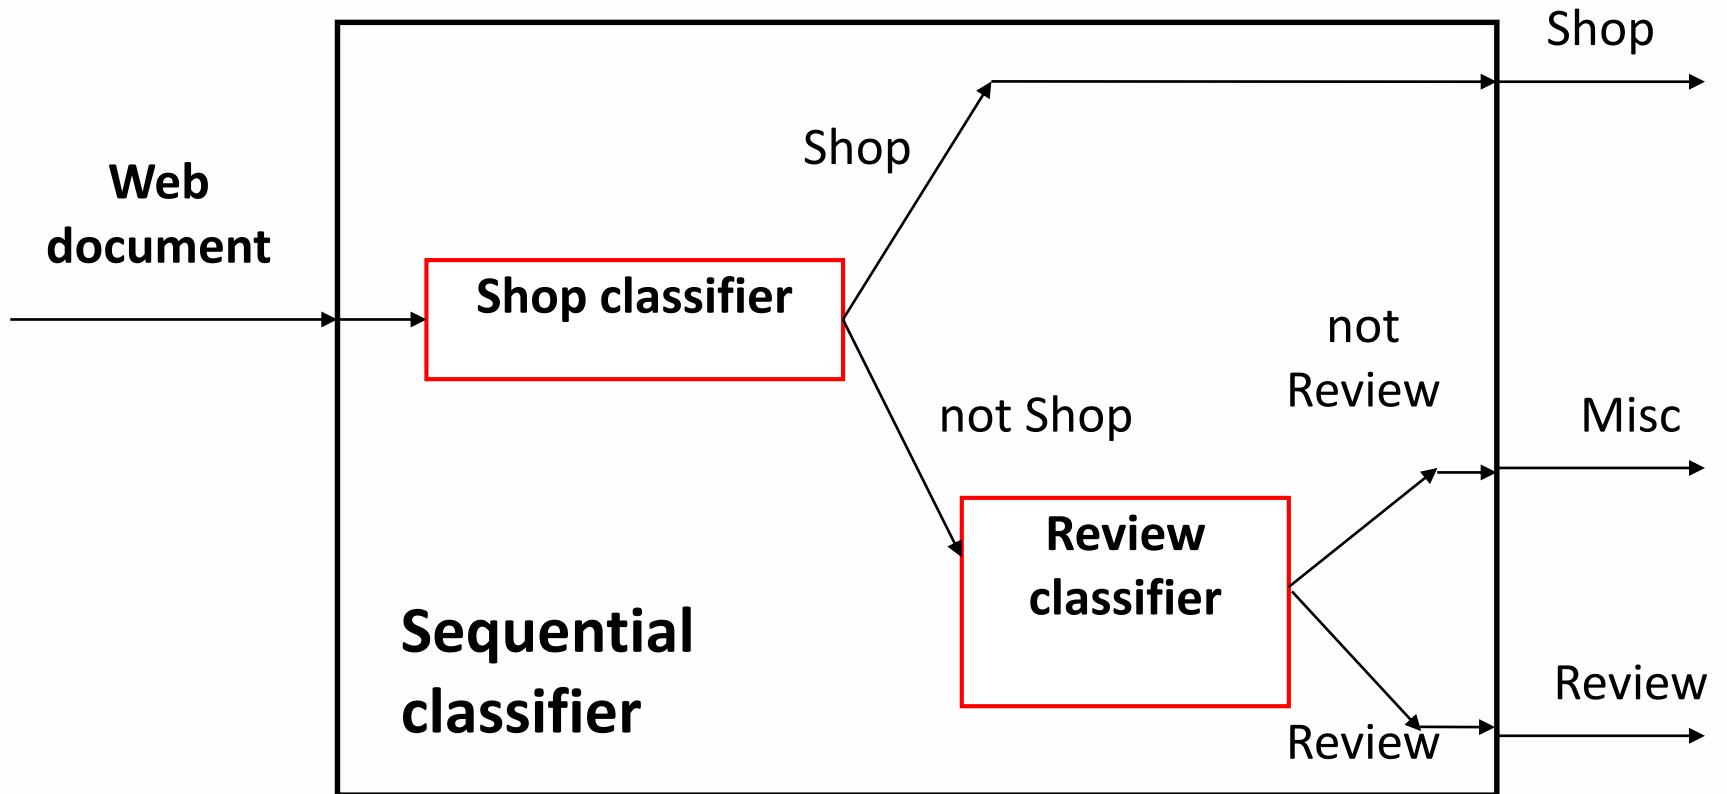 Shop
Shop
Web
document
Shop classifier
not
Review
not Shop
Misc
Review
classifier
Sequential
classifier
Review
Review